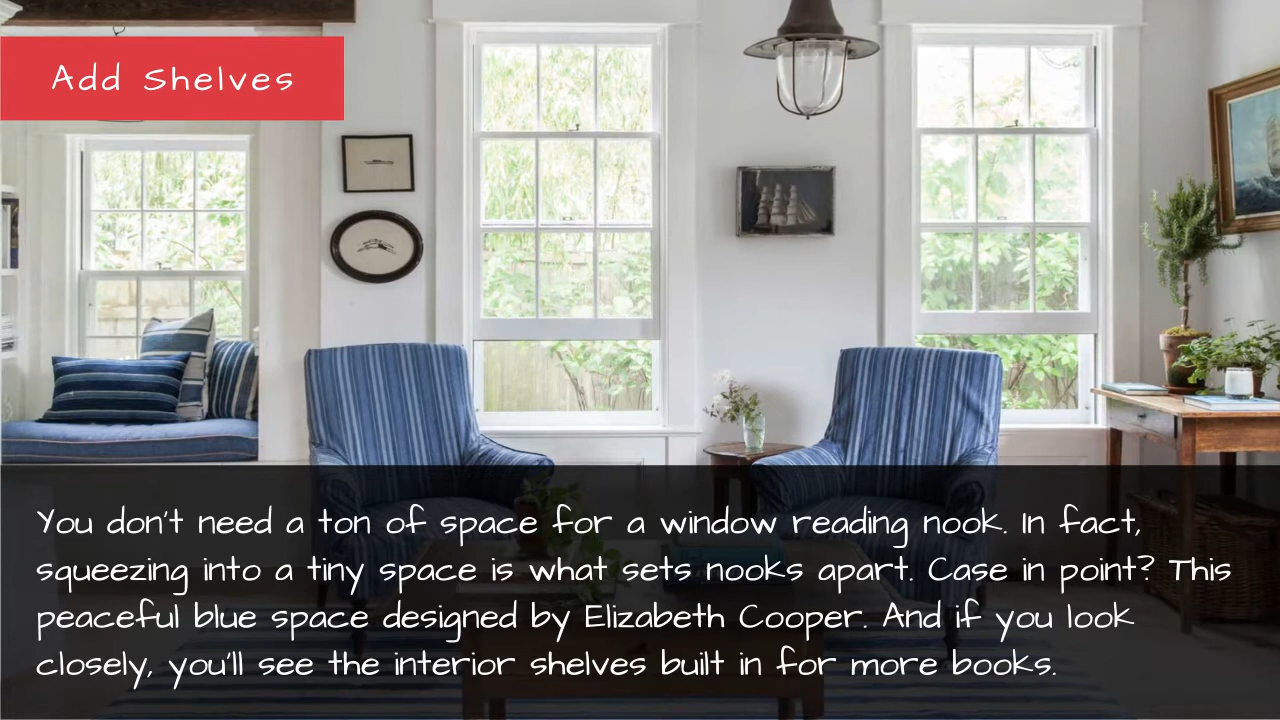 Add Shelves
You don't need a ton of space for a window reading nook. In fact,
squeezing into a tiny space is what sets nooks apart. Case in point? This
peaceful blue space designed by Elizabeth Cooper. And if you look
closely, you'll see the interior shelves built in for more books.